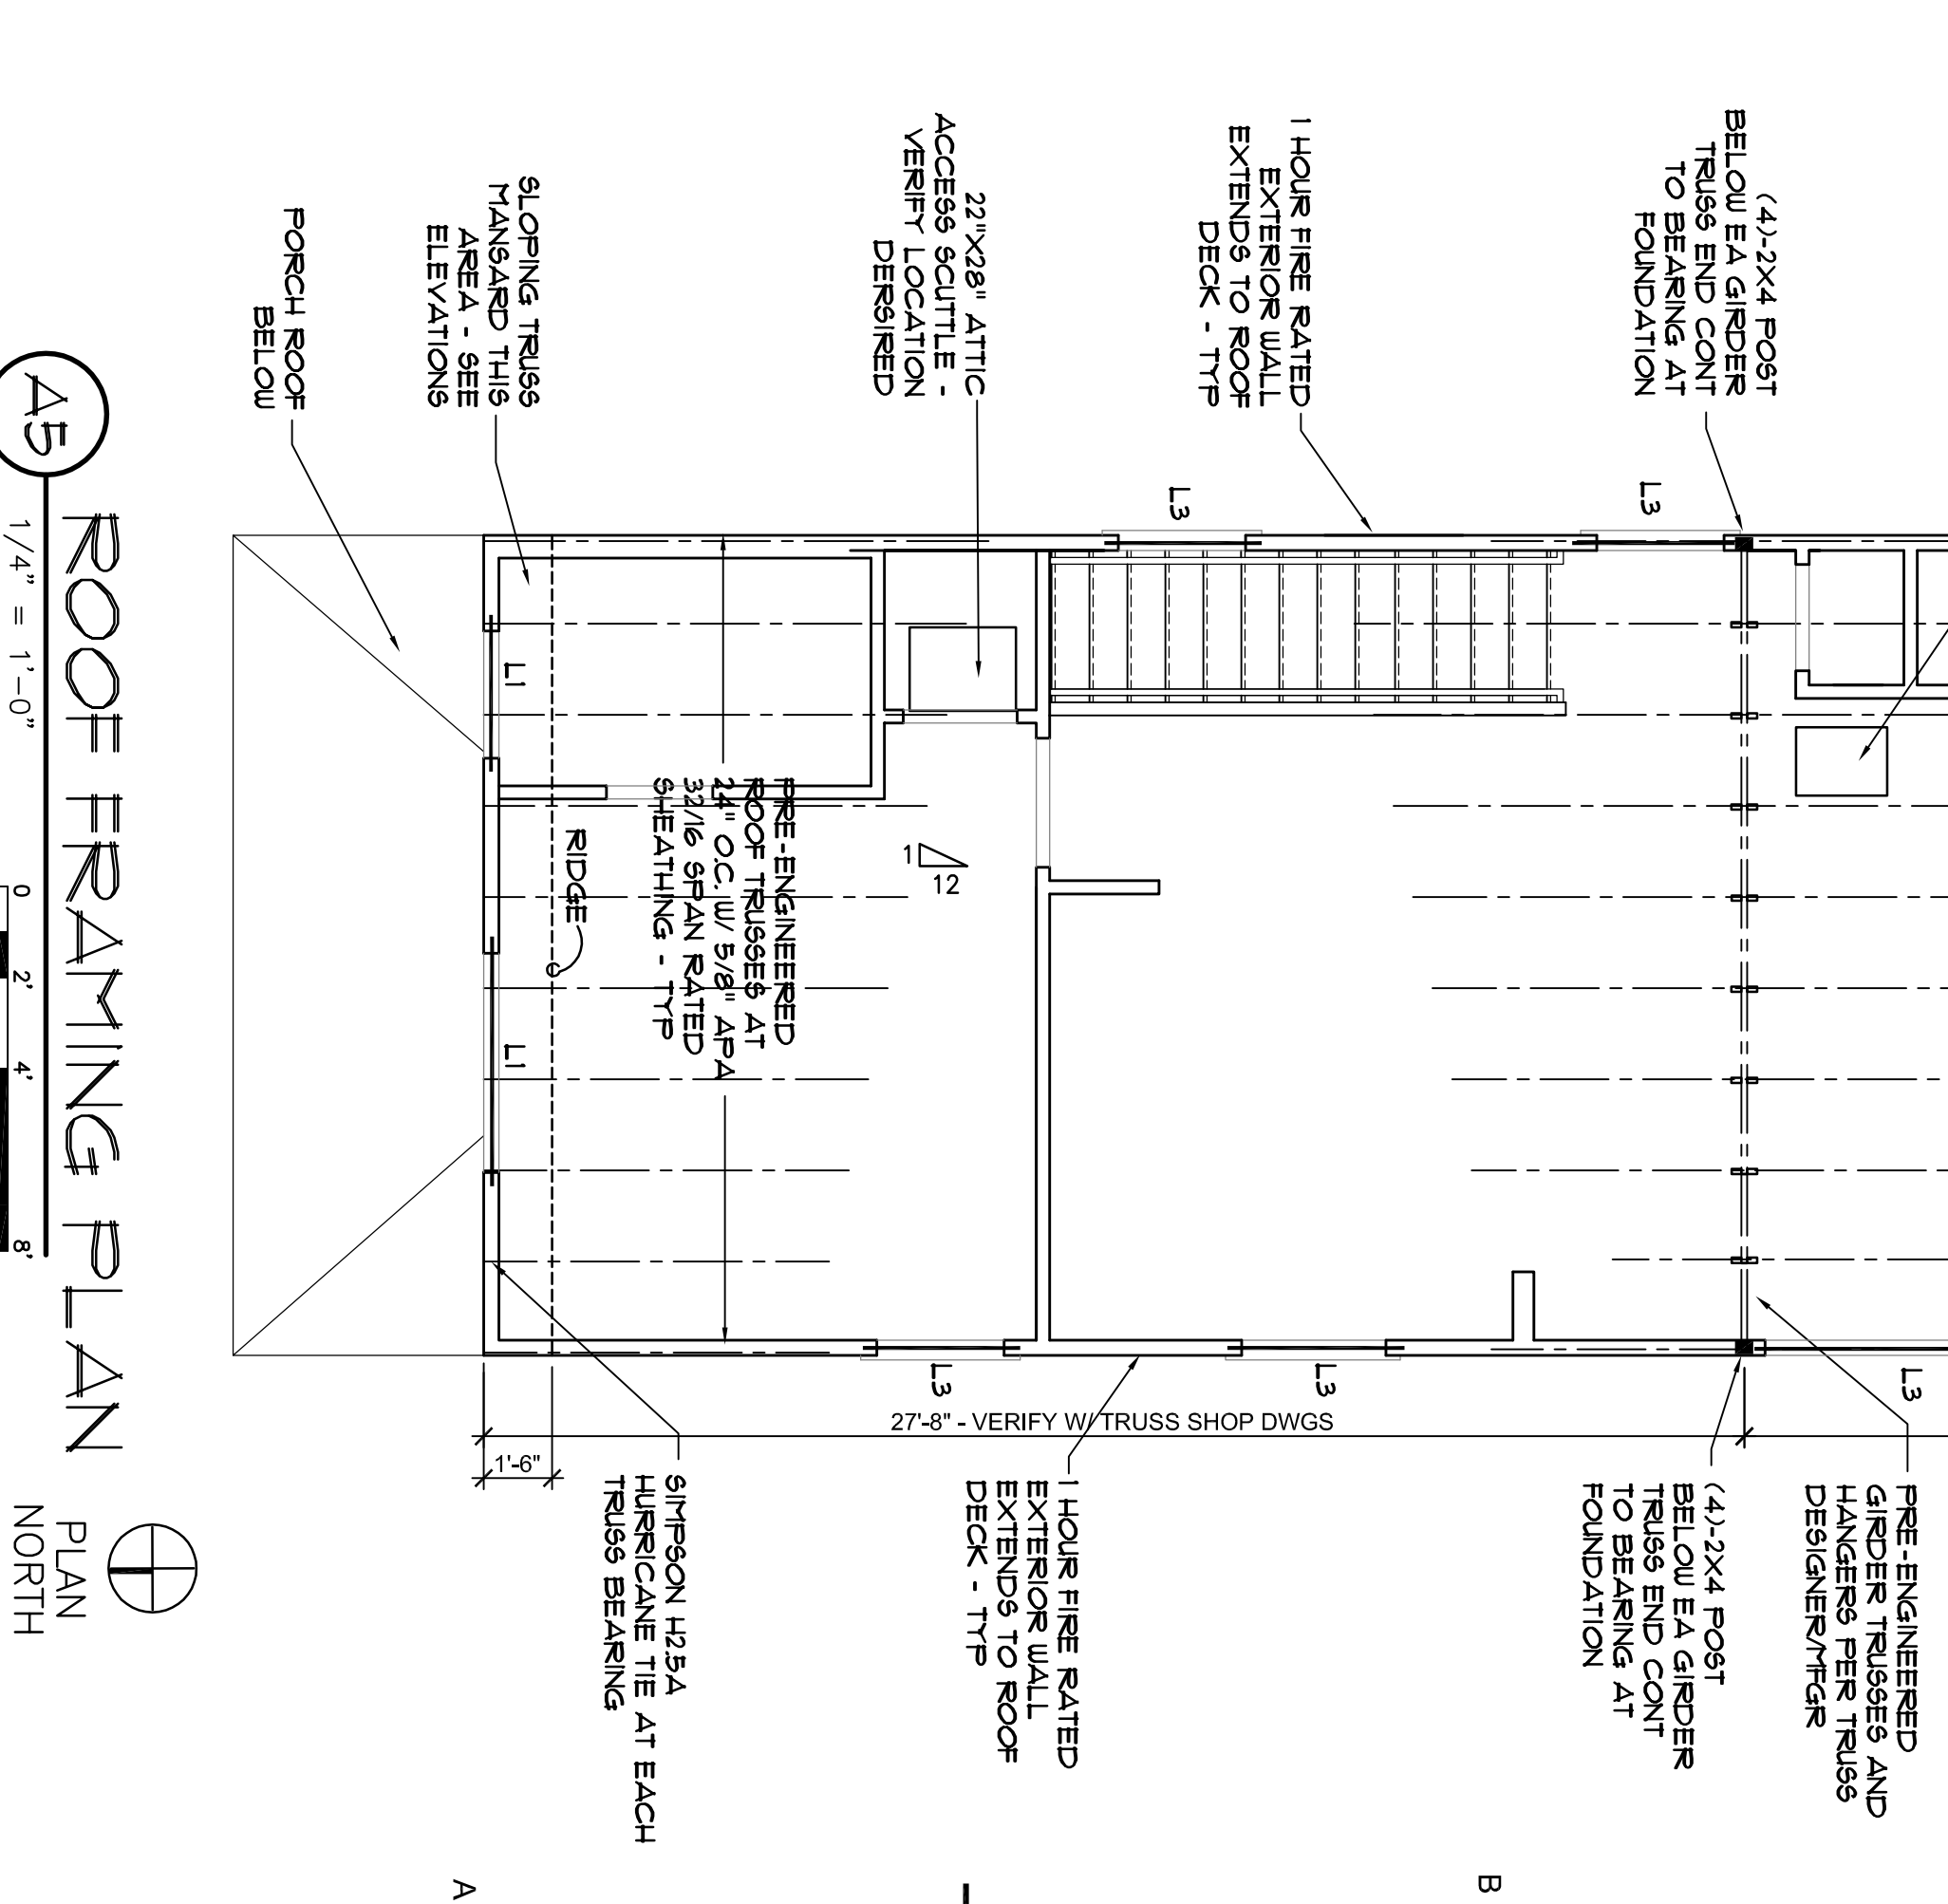 (4)-2X4 POST
BELOW EA GIRDER
TRUSS END CONT
TO BEARING AT
FOUNDATION
1 HOUR FIRE RATED
EXTERIOR WALL
EXTENDS TO ROOF
DECK - TYP
22"X28" ATTIC
ACCESS SCUTTLE -
VERIFY LOCATION
DERSIRED
SLOPING TRUSS
MANSARD THIS
AREA - SEE
ELEVATIONS
PORCH ROOF
BELOW
L3
L3
L1
L1
PRE-ENGINEERED
ROOF TRUSSES AT
24" O.C. W/ 5/8" APA
32/16 SPAN RATED
SHEATHING - TYP
RIDGE
1
12
L3
L3
L3
27'-8" - VERIFY W/ TRUSS SHOP DWGS
1'-6"
PRE-ENGINEERED
GIRDER TRUSSES AND
HANGERS PER TRUSS
DESIGNER/MFGR
(4)-2X4 POST
BELOW EA GIRDER
TRUSS END CONT
TO BEARING AT
FOUNDATION
1 HOUR FIRE RATED
EXTERIOR WALL
EXTENDS TO ROOF
DECK - TYP
SIMPSON H2.5A
HURRICANE TIE AT EACH
TRUSS BEARING
A5
ROOF FRAMING PLAN
1/4" = 1'-0"
0 2' 4' 8'
PLAN
NORTH
A
B